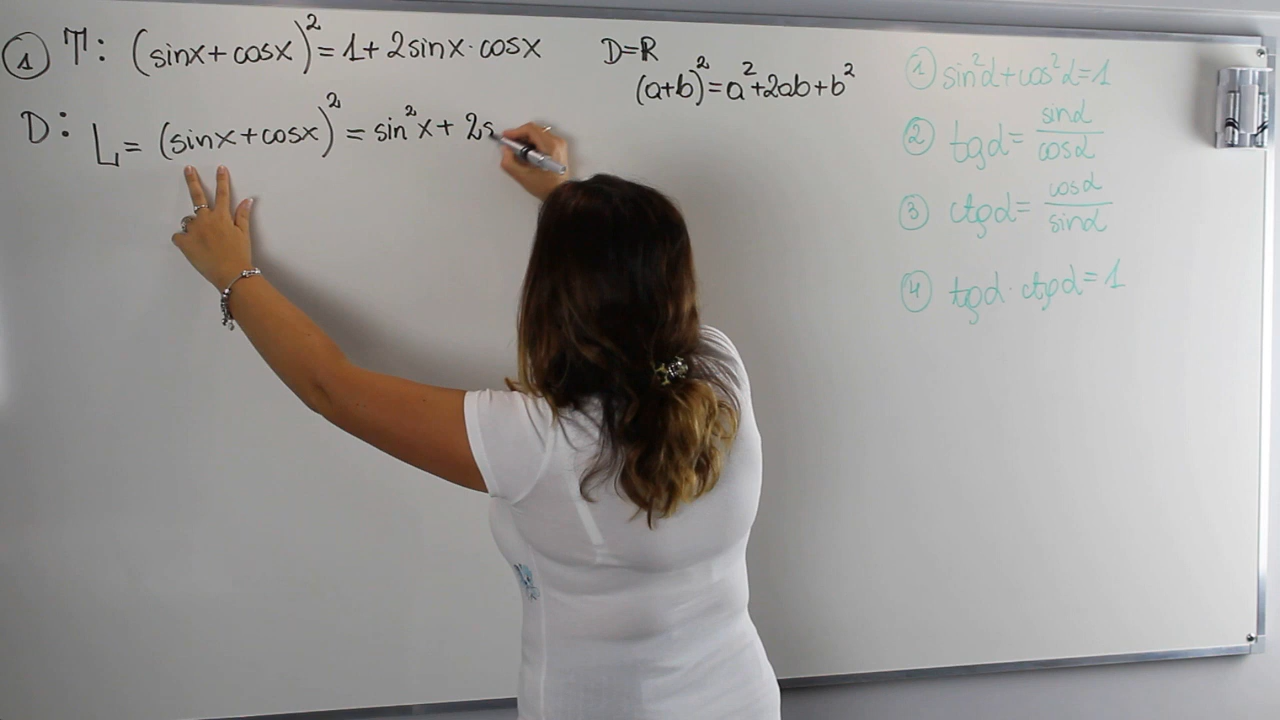 ① T: (sinx+cosx)²=1+2sinx·cosx D=ℝ
(a+b)²=a²+2ab+b²
D: L=(sinx+cosx)²=sin²x+2s
① sin²α+cos²α=1
② tgα=sinα/cosα
③ ctgα=cosα/sinα
④ tgα·ctgα=1